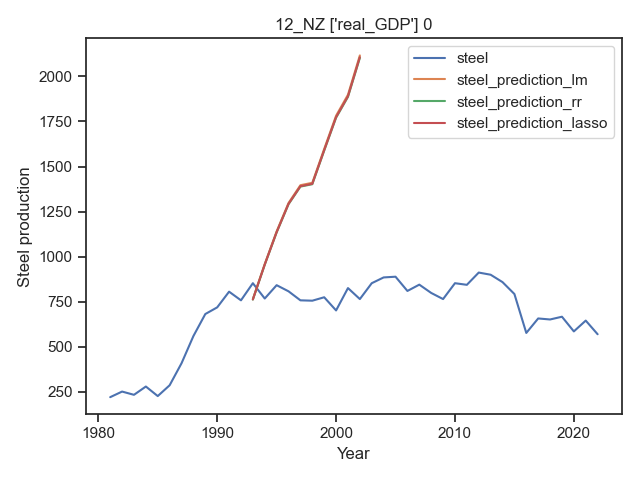 12_NZ ['real_GDP'] 0
steel
steel_prediction_lm
steel_prediction_rr
steel_prediction_lasso
Steel production
2000
1750
1500
1250
1000
750
500
250
1980
1990
2000
2010
2020
Year